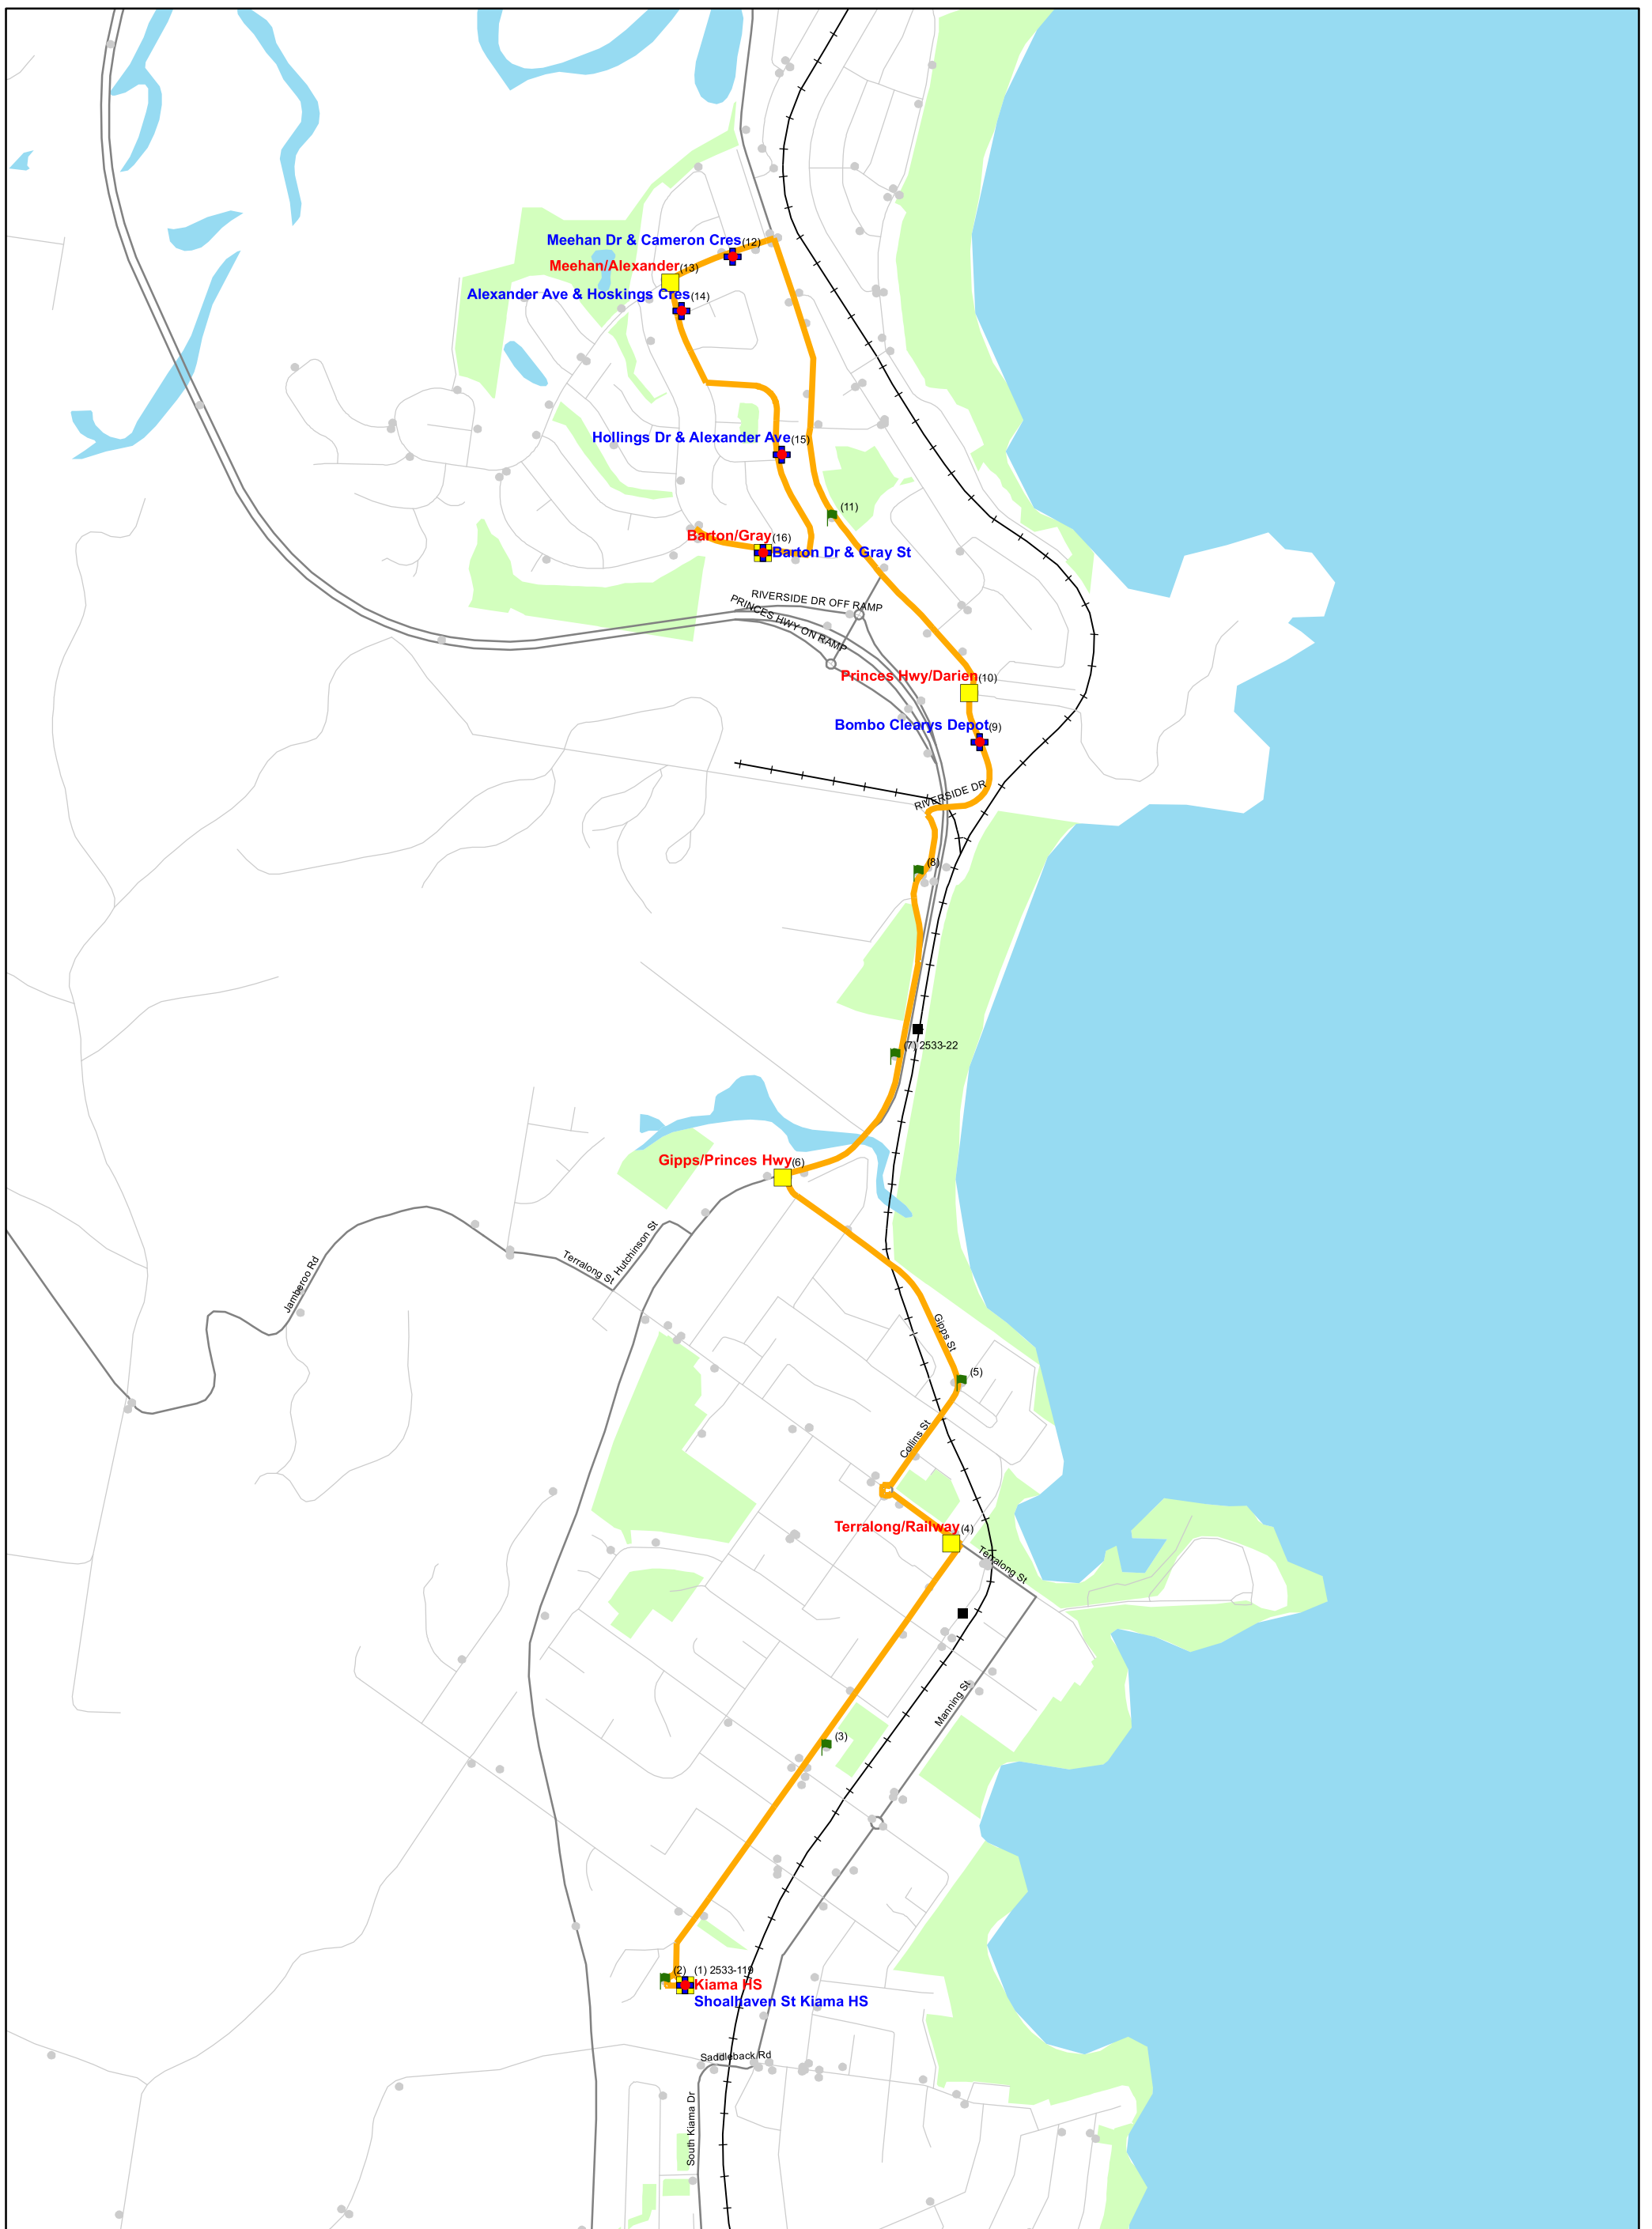 Meehan Dr & Cameron Cres(12)
Meehan/Alexander(13)
Alexander Ave & Hoskings Cres(14)
Hollings Dr & Alexander Ave(15)
(11)
Barton/Gray(16)
Barton Dr & Gray St
RIVERSIDE DR OFF RAMP
PRINCES HWY ON RAMP
Princes Hwy/Darien(10)
Bombo Clearys Depot(9)
RIVERSIDE DR
(8)
(7) 2533-22
Gipps/Princes Hwy(6)
Hutchinson St
Terralong St
Jamberoo Rd
Gipps St
(5)
Collins St
Terralong/Railway(4)
Terralong St
Manning St
(3)
(2) (1) 2533-119
Kiama HS
Shoalhaven St Kiama HS
Saddleback Rd
South Kiama Dr